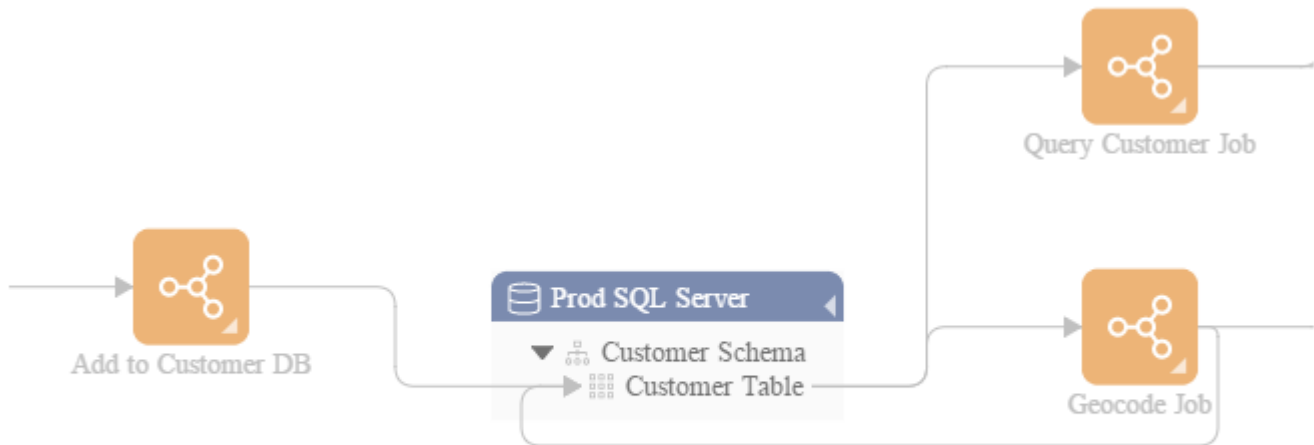 Query Customer Job
Add to Customer DB
Prod SQL Server
Customer Schema
Customer Table
Geocode Job